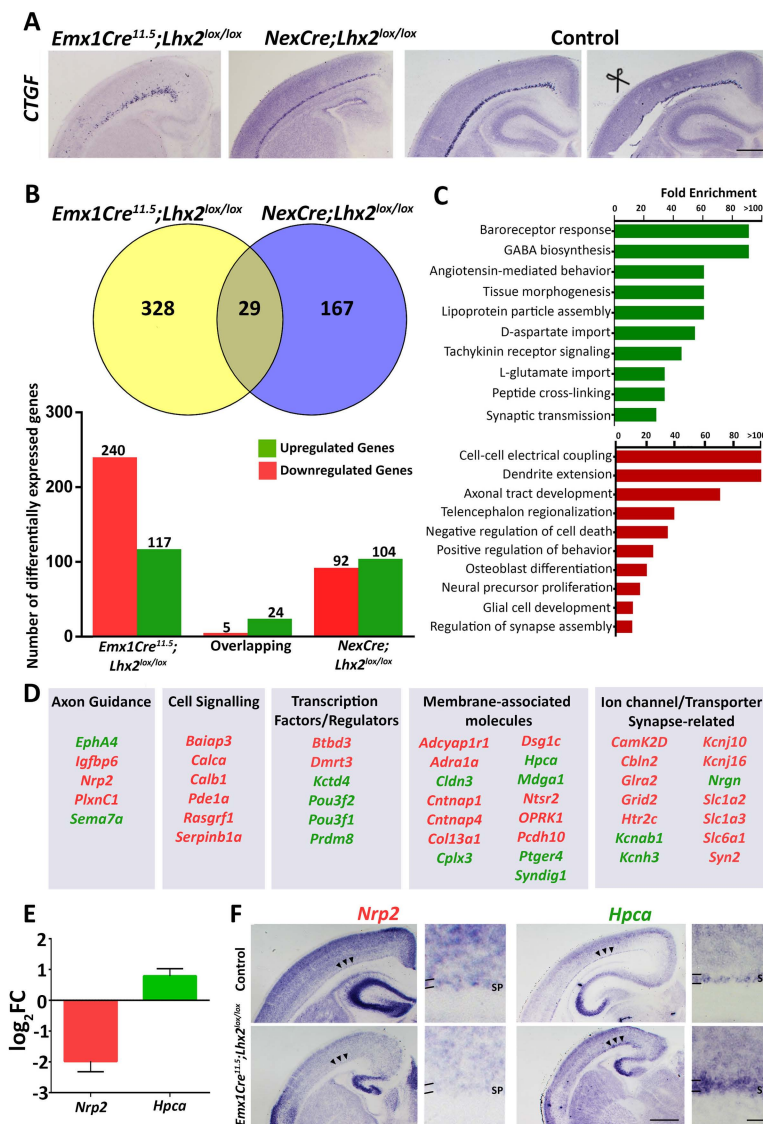 A
Emx1Cre11.5;Lhx2lox/lox NexCre;Lhx2lox/lox Control
CTGF
B
Emx1Cre11.5;Lhx2lox/lox NexCre;Lhx2lox/lox
328 29 167
Number of differentially expressed genes
300
200
100
0
Upregulated Genes
Downregulated Genes
240
117
5
24
92
104
Emx1Cre11.5;
Lhx2lox/lox
Overlapping
NexCre;
Lhx2lox/lox
C
Fold Enrichment
0 20 40 60 80 >100
Baroreceptor response
GABA biosynthesis
Angiotensin-mediated behavior
Tissue morphogenesis
Lipoprotein particle assembly
D-aspartate import
Tachykinin receptor signaling
L-glutamate import
Peptide cross-linking
Synaptic transmission
0 20 40 60 80 >100
Cell-cell electrical coupling
Dendrite extension
Axonal tract development
Telencephalon regionalization
Negative regulation of cell death
Positive regulation of behavior
Osteoblast differentiation
Neural precursor proliferation
Glial cell development
Regulation of synapse assembly
D
Axon Guidance
EphA4
Igfbp6
Nrp2
PlxnC1
Sema7a
Cell Signalling
Baiap3
Calca
Calb1
Pde1a
Rasgrf1
Serpinb1a
Transcription
Factors/Regulators
Btbd3
Dmrt3
Kctd4
Pou3f2
Pou3f1
Prdm8
Membrane-associated
molecules
Adcyap1r1
Adra1a
Cldn3
Cntnap1
Cntnap4
Col13a1
Cplx3
Dsg1c
Hpca
Mdga1
Ntsr2
OPRK1
Pcdh10
Ptger4
Syndig1
Ion channel/Transporter
Synapse-related
CamK2D
Cbln2
Glra2
Grid2
Htr2c
Kcnab1
Kcnh3
Kcnj10
Kcnj16
Nrgn
Slc1a2
Slc1a3
Slc6a1
Syn2
E
log2FC
2
1
0
-1
-2
-3
Nrp2 Hpca
F
Nrp2 Hpca
Control
SP
S
Emx1Cre11.5;Lhx2lox/lox
SP
S